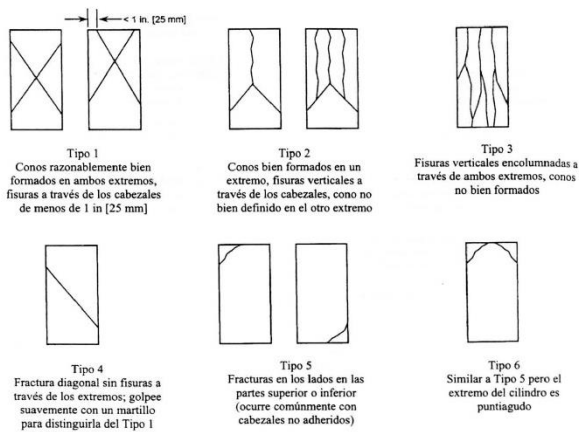 < 1 in. [25 mm]
Tipo 1
Conos razonablemente bien
formados en ambos extremos,
fisuras a través de los cabezales
de menos de 1 in [25 mm]
Tipo 2
Conos bien formados en un
extremo, fisuras verticales a
través de los cabezales, cono no
bien definido en el otro extremo
Tipo 3
Fisuras verticales encolumnadas a
través de ambos extremos, conos
no bien formados
Tipo 4
Fractura diagonal sin fisuras a
través de los extremos; golpee
suavemente con un martillo
para distinguirla del Tipo 1
Tipo 5
Fracturas en los lados en las
partes superior o inferior
(ocurre comúnmente con
cabezales no adheridos)
Tipo 6
Similar a Tipo 5 pero el
extremo del cilindro es
puntiagudo